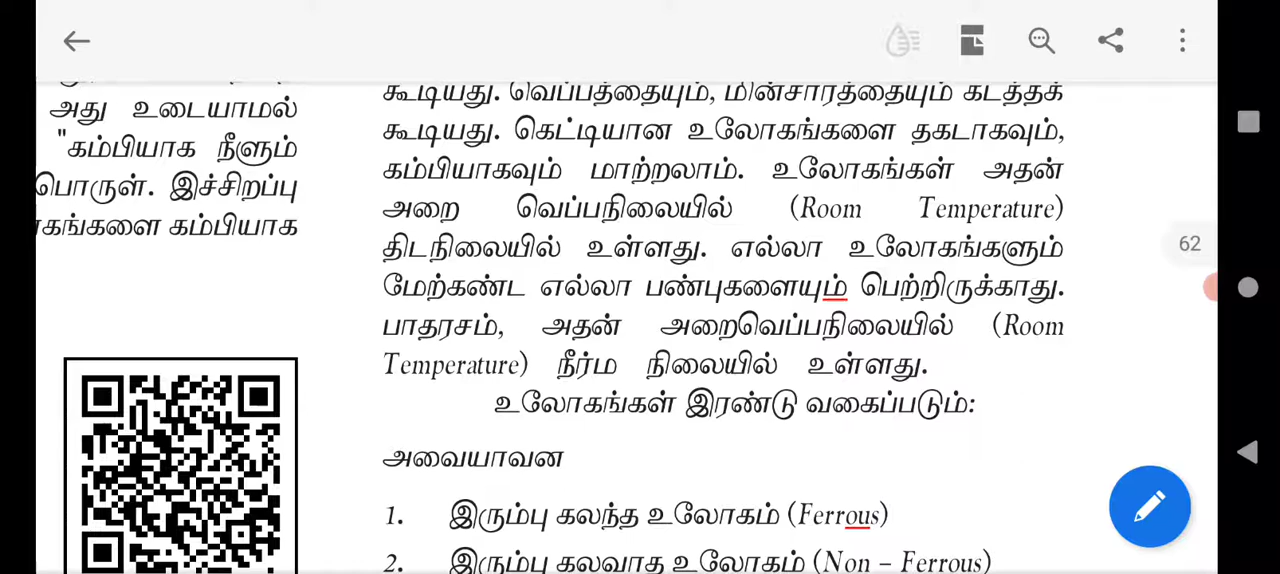 அது உடையாமல்
"கம்பியாக நீளும்
பொருள். இச்சிறப்பு
கங்களை கம்பியாக
கூடியது. வெப்பத்தையும், மின்சாரத்தையும் கடத்தக்
கூடியது. கெட்டியான உலோகங்களை தகடாகவும்,
கம்பியாகவும் மாற்றலாம். உலோகங்கள் அதன்
அறை வெப்பநிலையில் (Room Temperature)
திடநிலையில் உள்ளது. எல்லா உலோகங்களும்
மேற்கண்ட எல்லா பண்புகளையும் பெற்றிருக்காது.
பாதரசம், அதன் அறைவெப்பநிலையில் (Room
Temperature) நீர்ம நிலையில் உள்ளது.
உலோகங்கள் இரண்டு வகைப்படும்:
அவையாவன
1. இரும்பு கலந்த உலோகம் (Ferrous)
2. இரும்பு கலவாத உலோகம் (Non – Ferrous)
62